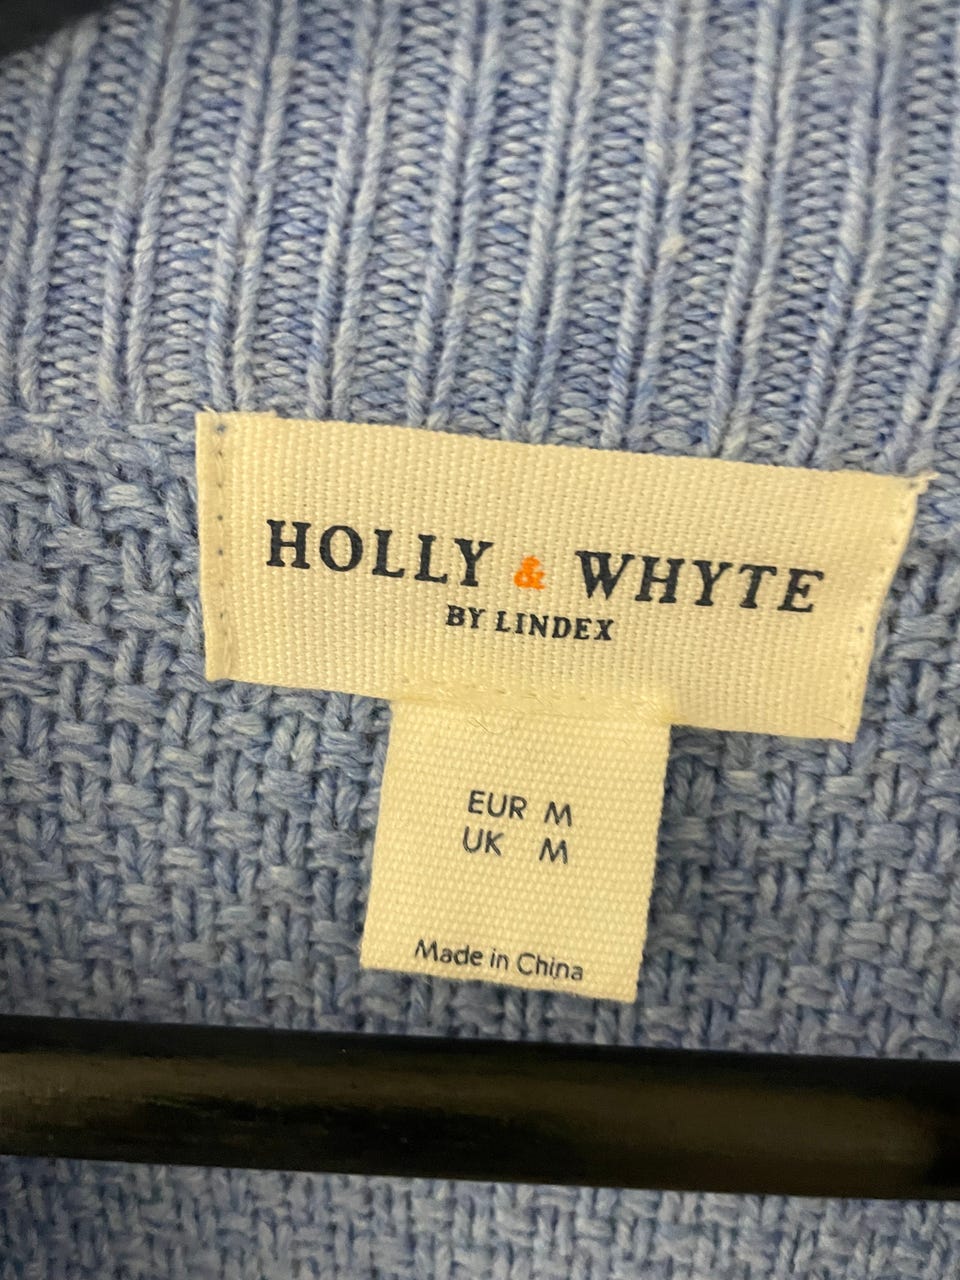 HOLLY & WHYTE
BY LINDEX
EUR M
UK M
Made in China